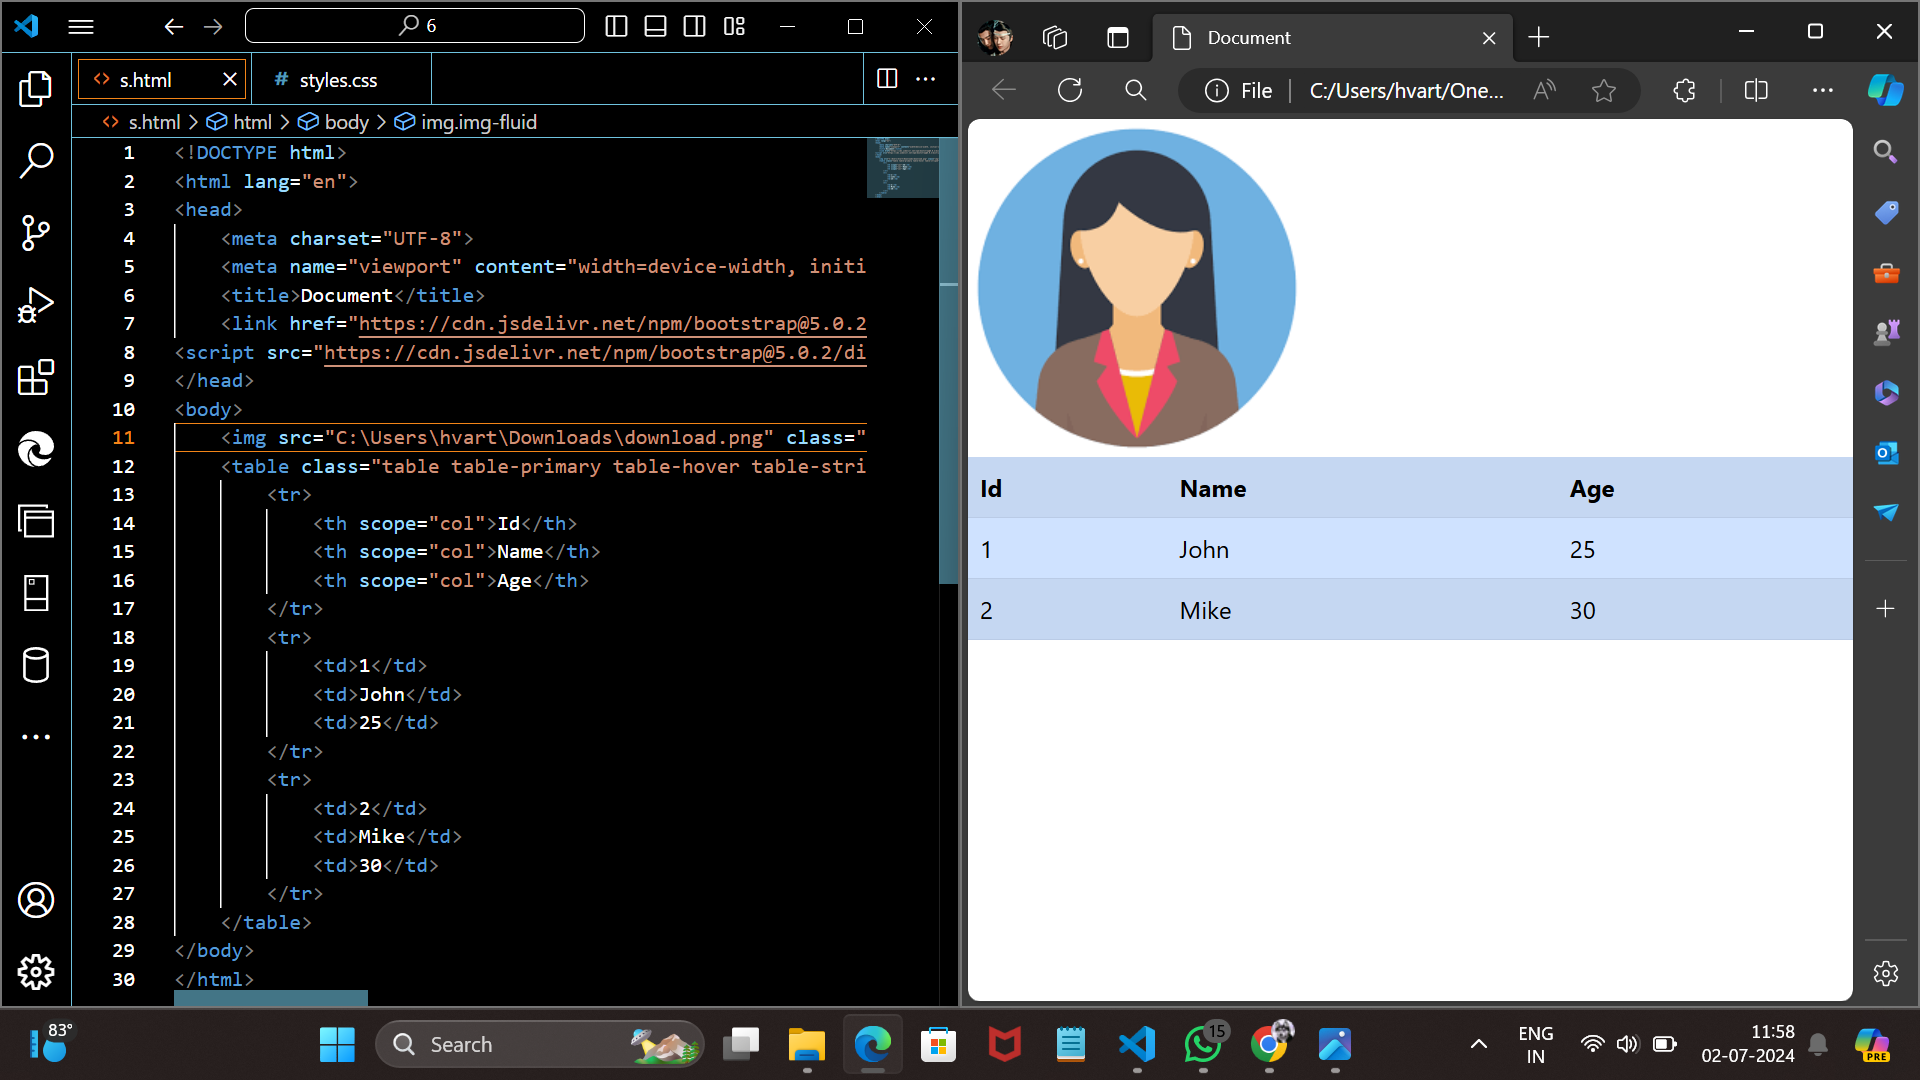 6
s.html
# styles.css
s.html > html > body > img.img-fluid
1 <!DOCTYPE html>
2 <html lang="en">
3 <head>
4 <meta charset="UTF-8">
5 <meta name="viewport" content="width=device-width, initi
6 <title>Document</title>
7 <link href="https://cdn.jsdelivr.net/npm/bootstrap@5.0.2
8 <script src="https://cdn.jsdelivr.net/npm/bootstrap@5.0.2/di
9 </head>
10 <body>
11 <img src="C:\Users\hvart\Downloads\download.png" class="
12 <table class="table table-primary table-hover table-stri
13 <tr>
14 <th scope="col">Id</th>
15 <th scope="col">Name</th>
16 <th scope="col">Age</th>
17 </tr>
18 <tr>
19 <td>1</td>
20 <td>John</td>
21 <td>25</td>
22 </tr>
23 <tr>
24 <td>2</td>
25 <td>Mike</td>
26 <td>30</td>
27 </tr>
28 </table>
29 </body>
30 </html>
Document
File C:/Users/hvart/One...
Id Name Age
1 John 25
2 Mike 30
83°
Search
15
ENG
IN
11:58
02-07-2024
PRE